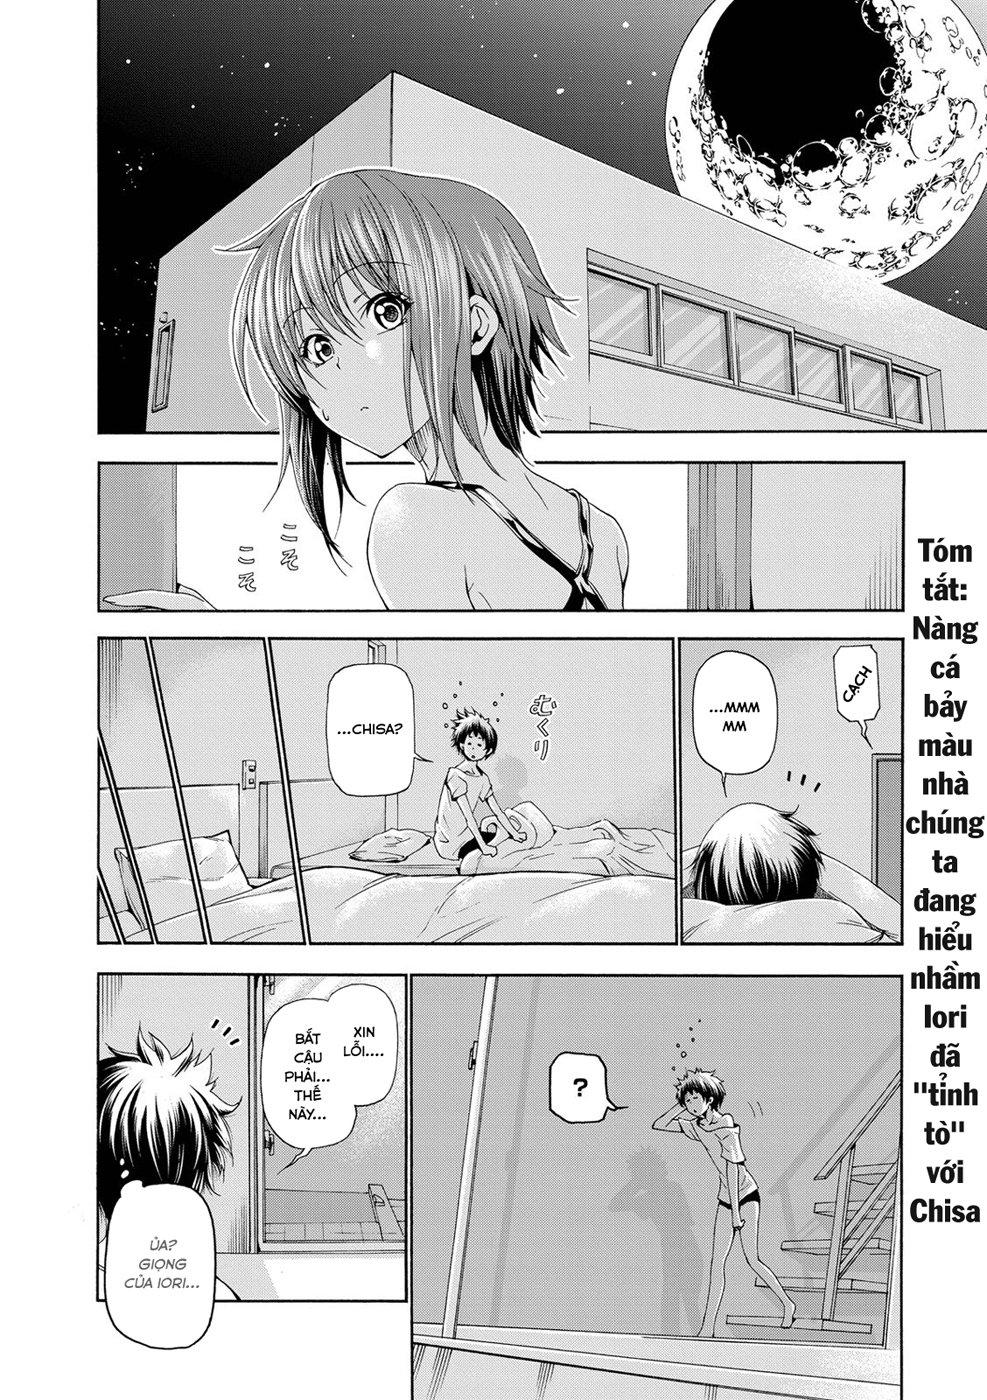 こそ
こそ
Tóm
tắt:
Nàng
cá
bảy
màu
nhà
chúng
ta
đang
hiểu
nhầm
Iori
đã
"tỉnh
tò"
với
Chisa
CẠCH
...MMM
MM
むくり
...CHISA?
?
XIN
LỖI....
BẮT
CẬU
PHẢI...
THẾ
NÀY...
ỦA?
GIỌNG
CỦA IORI...